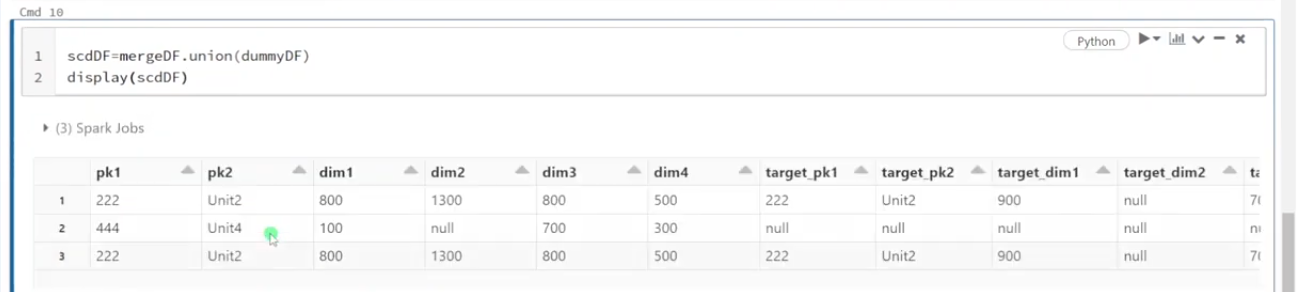 Cmd 10
Python
1 scdDF=mergeDF.union(dummyDF)
2 display(scdDF)
(3) Spark Jobs
pk1 pk2 dim1 dim2 dim3 dim4 target_pk1 target_pk2 target_dim1 target_dim2 ta
1 222 Unit2 800 1300 800 500 222 Unit2 900 null 70
2 444 Unit4 100 null 700 300 null null null null
3 222 Unit2 800 1300 800 500 222 Unit2 900 null 70